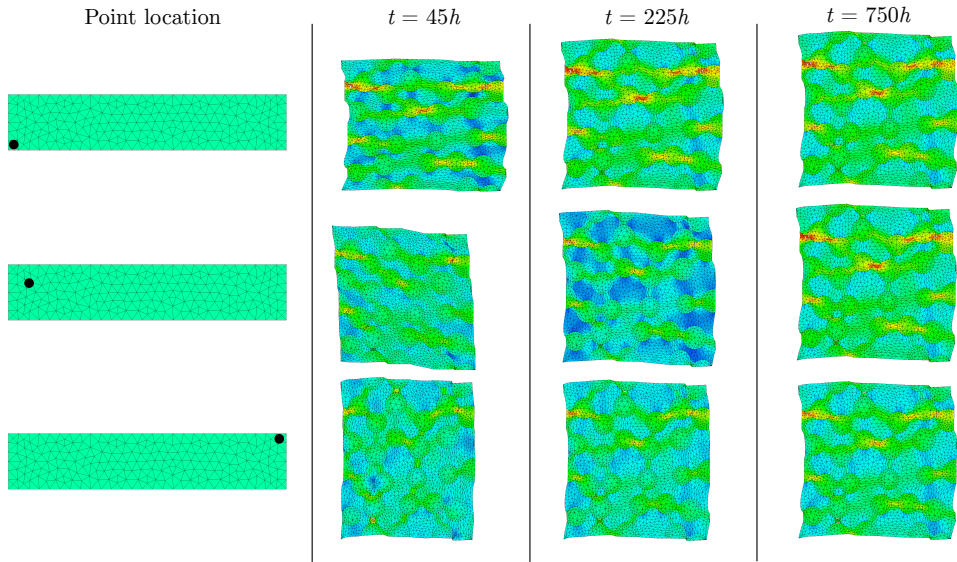 Point location t = 45h t = 225h t = 750h